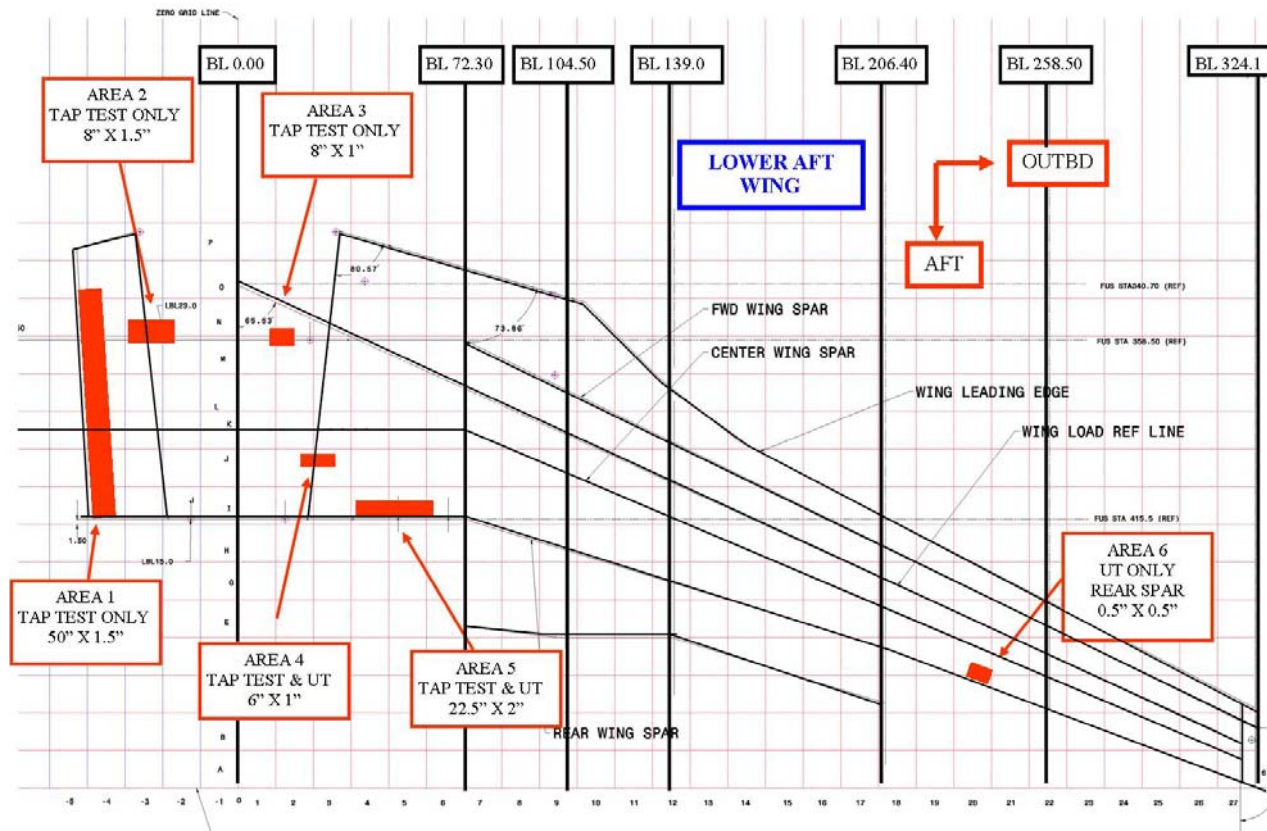 ZERO GRID LINE
BL 0.00
BL 72.30
BL 104.50
BL 139.0
BL 206.40
BL 258.50
BL 324.1
AREA 2
TAP TEST ONLY
8” X 1.5”
AREA 3
TAP TEST ONLY
8” X 1”
LOWER AFT
WING
OUTBD
AFT
P
O
N
M
L
K
J
I
H
G
E
B
A
80.67°
65.63°
73.86°
LBL29.0
FUS STA340.70 (REF)
FUS STA 358.50 (REF)
FUS STA 415.5 (REF)
FWD WING SPAR
CENTER WING SPAR
WING LEADING EDGE
WING LOAD REF LINE
1.50
LBL15.0
AREA 1
TAP TEST ONLY
50” X 1.5”
AREA 4
TAP TEST & UT
6” X 1”
AREA 5
TAP TEST & UT
22.5” X 2”
AREA 6
UT ONLY
REAR SPAR
0.5” X 0.5”
REAR WING SPAR
-5 -4 -3 -2 -1 0 1 2 3 4 5 6 7 8 9 10 11 12 13 14 15 16 17 18 19 20 21 22 23 24 25 26 27